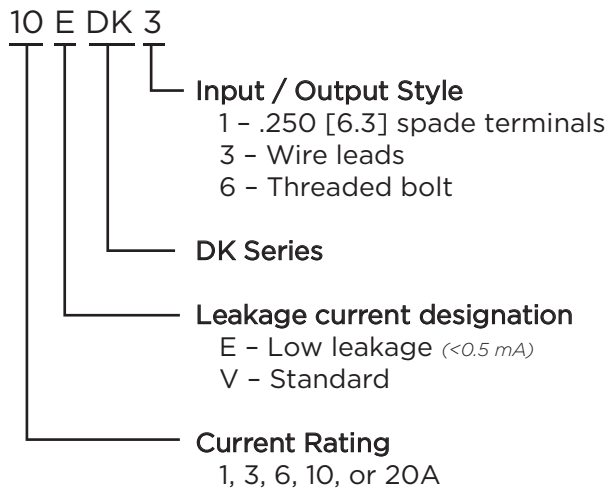 10 E DK 3
Input / Output Style
1 – .250 [6.3] spade terminals
3 – Wire leads
6 – Threaded bolt
DK Series
Leakage current designation
E – Low leakage (<0.5 mA)
V – Standard
Current Rating
1, 3, 6, 10, or 20A